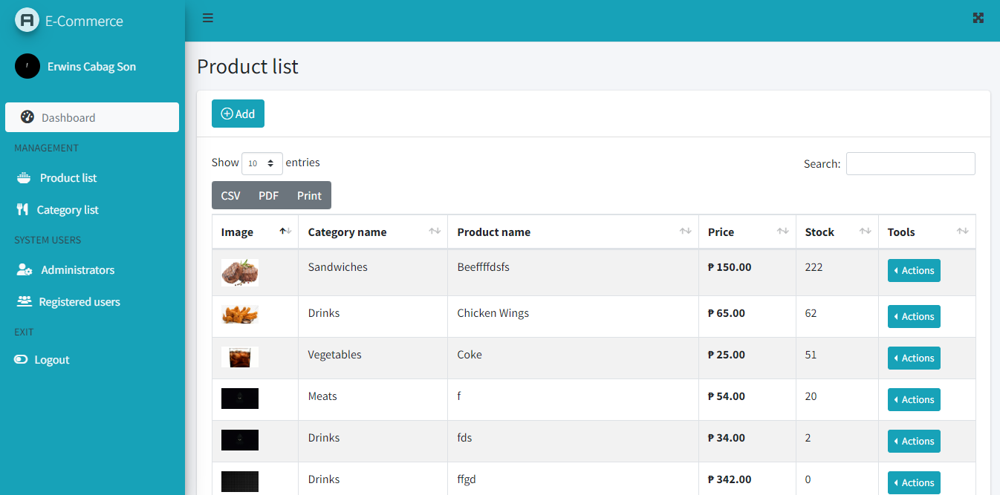 E-Commerce
Erwins Cabag Son
Dashboard
MANAGEMENT
Product list
Category list
SYSTEM USERS
Administrators
Registered users
EXIT
Logout
Product list
Add
Show 10 entries
Search:
CSV PDF Print
Image Category name Product name Price Stock Tools
Sandwiches Beeffffdsfs ₱ 150.00 222 Actions
Drinks Chicken Wings ₱ 65.00 62 Actions
Vegetables Coke ₱ 25.00 51 Actions
Meats f ₱ 54.00 20 Actions
Drinks fds ₱ 34.00 2 Actions
Drinks ffgd ₱ 342.00 0 Actions